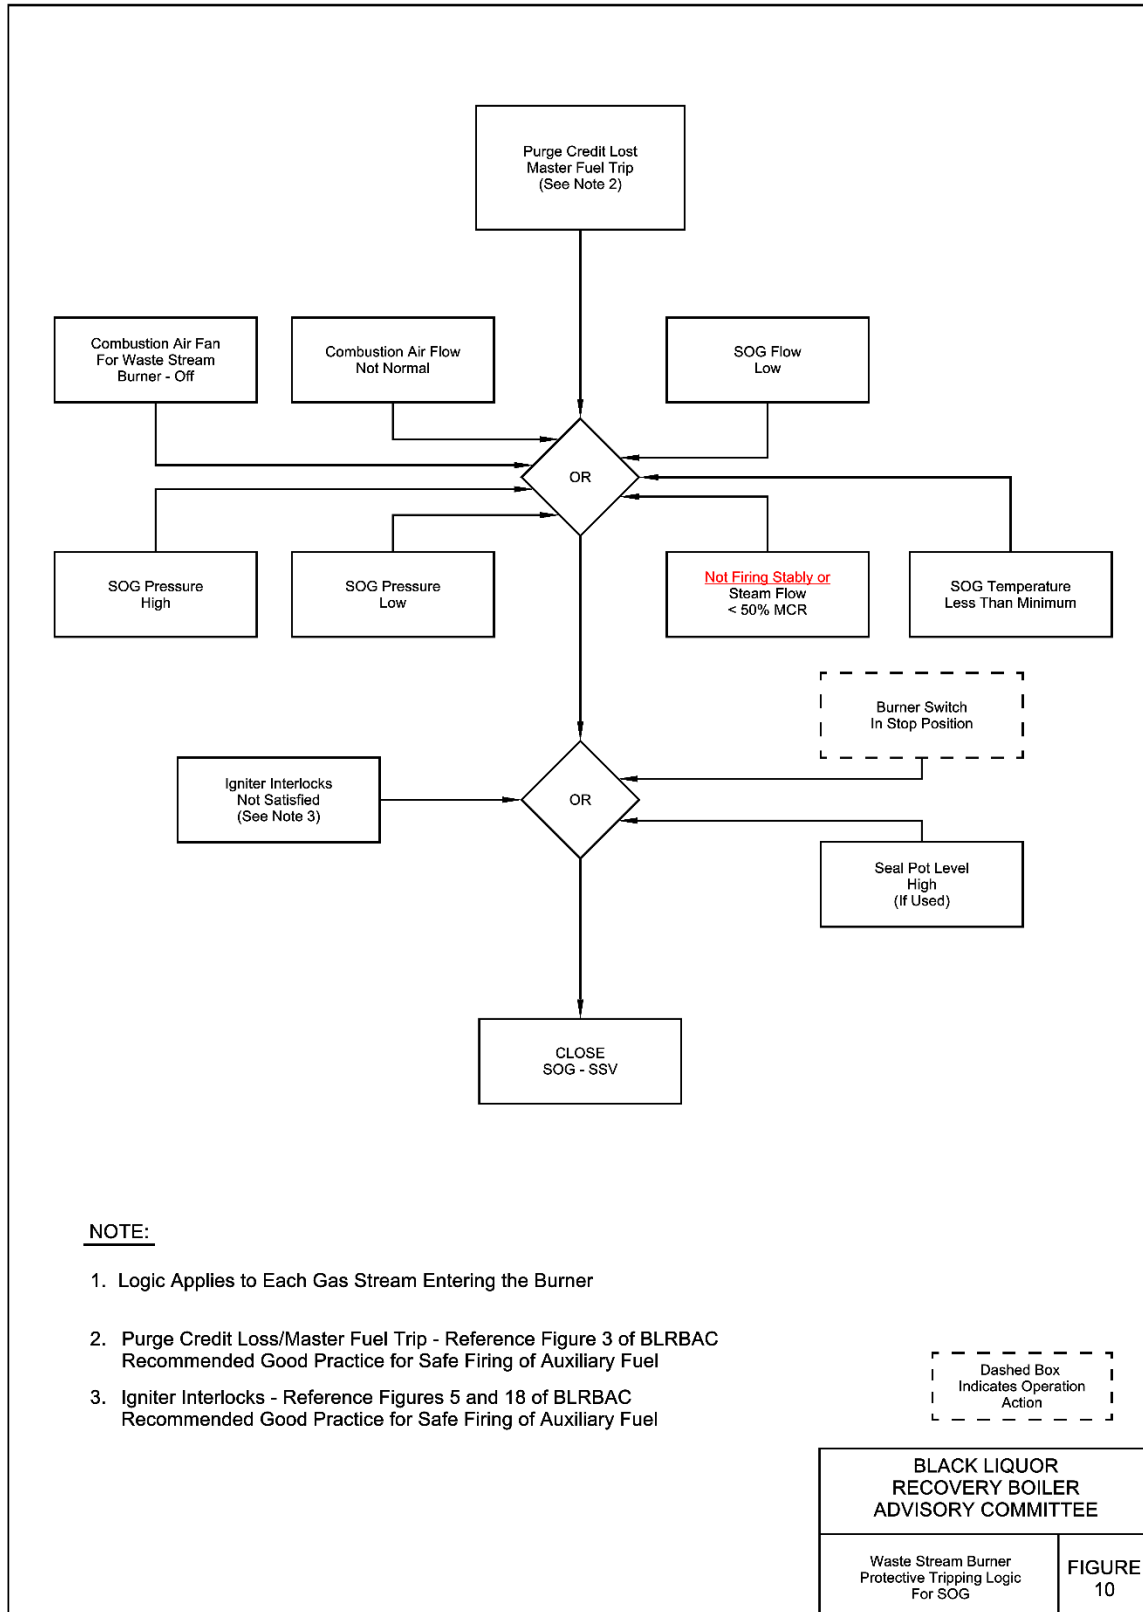 Purge Credit Lost
Master Fuel Trip
(See Note 2)
Combustion Air Fan
For Waste Stream
Burner - Off
Combustion Air Flow
Not Normal
SOG Flow
Low
OR
SOG Pressure
High
SOG Pressure
Low
Not Firing Stably or
Steam Flow
< 50% MCR
SOG Temperature
Less Than Minimum
Burner Switch
In Stop Position
Igniter Interlocks
Not Satisfied
(See Note 3)
OR
Seal Pot Level
High
(If Used)
CLOSE
SOG - SSV
NOTE:
1. Logic Applies to Each Gas Stream Entering the Burner
2. Purge Credit Loss/Master Fuel Trip - Reference Figure 3 of BLRBAC
Recommended Good Practice for Safe Firing of Auxiliary Fuel
3. Igniter Interlocks - Reference Figures 5 and 18 of BLRBAC
Recommended Good Practice for Safe Firing of Auxiliary Fuel
Dashed Box
Indicates Operation
Action
BLACK LIQUOR
RECOVERY BOILER
ADVISORY COMMITTEE
Waste Stream Burner
Protective Tripping Logic
For SOG
FIGURE
10